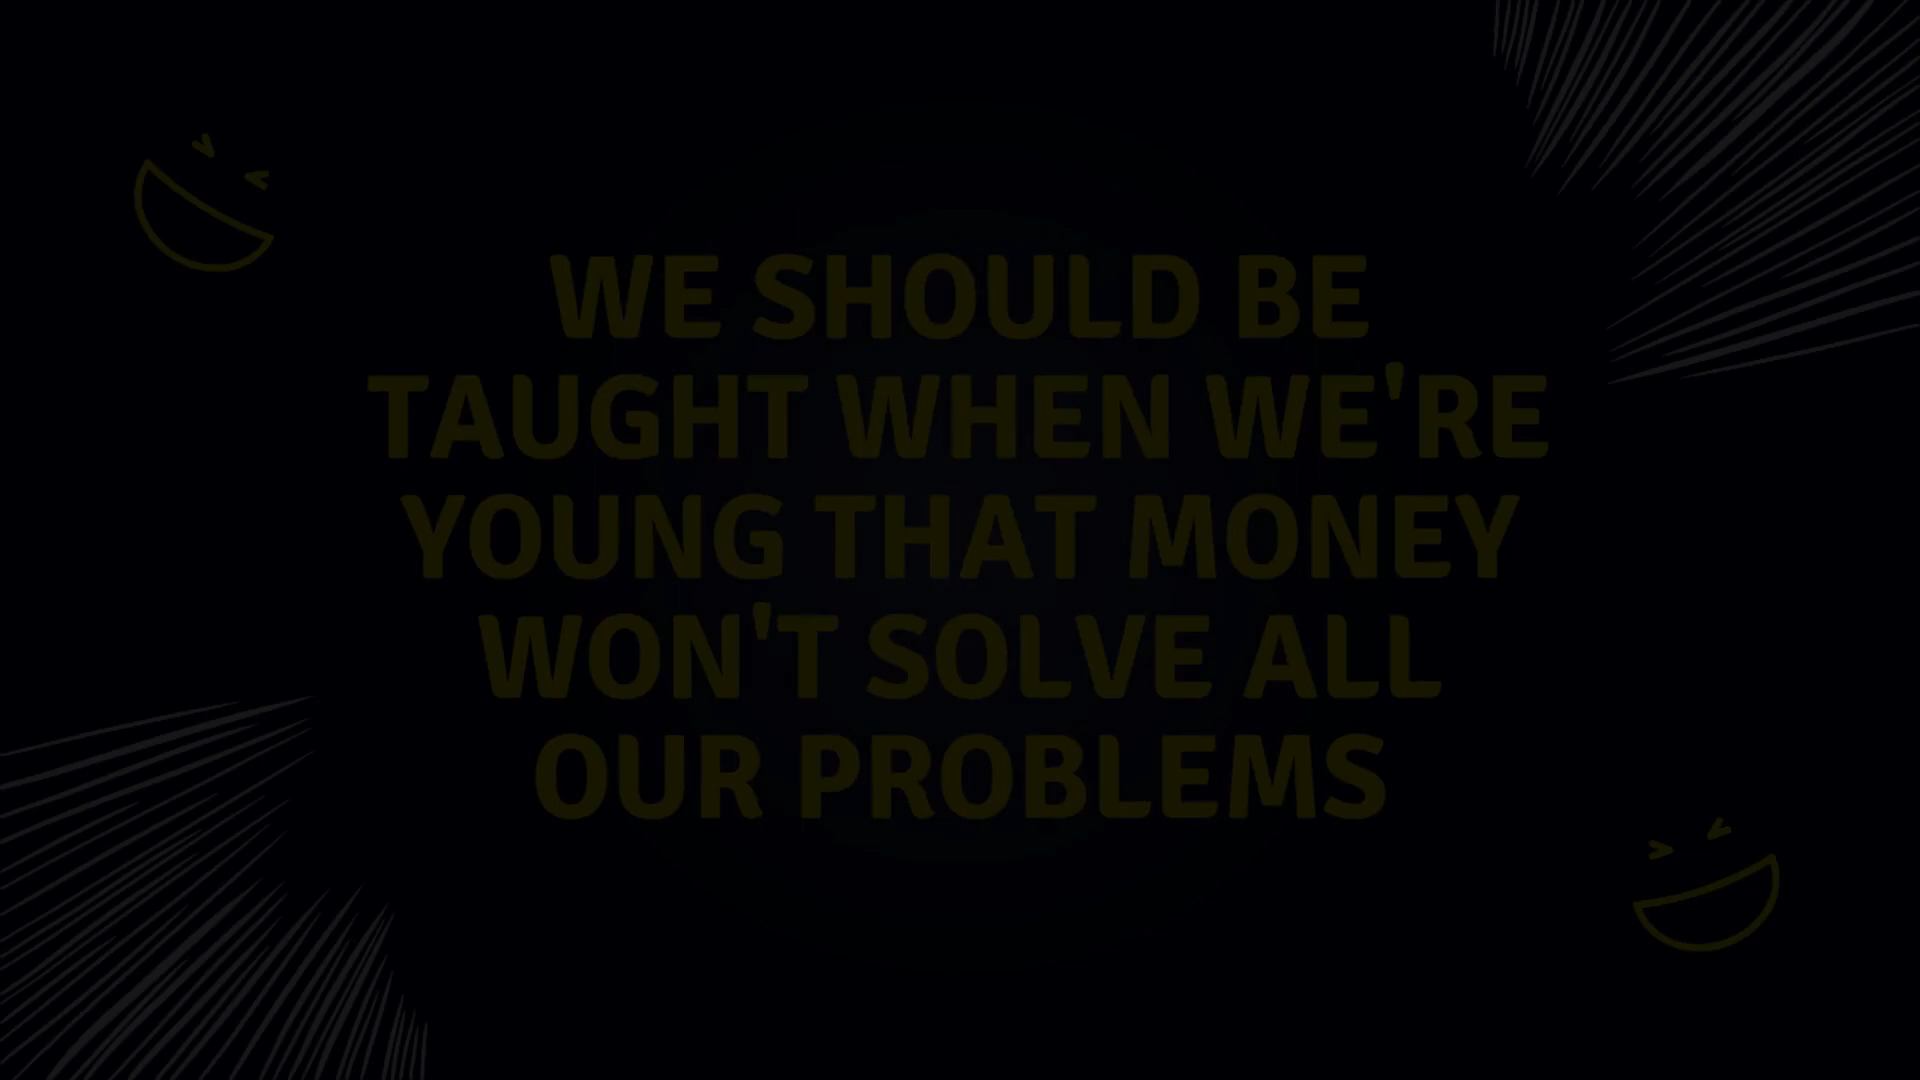 WE SHOULD BE
TAUGHT WHEN WE'RE
YOUNG THAT MONEY
WON'T SOLVE ALL
OUR PROBLEMS